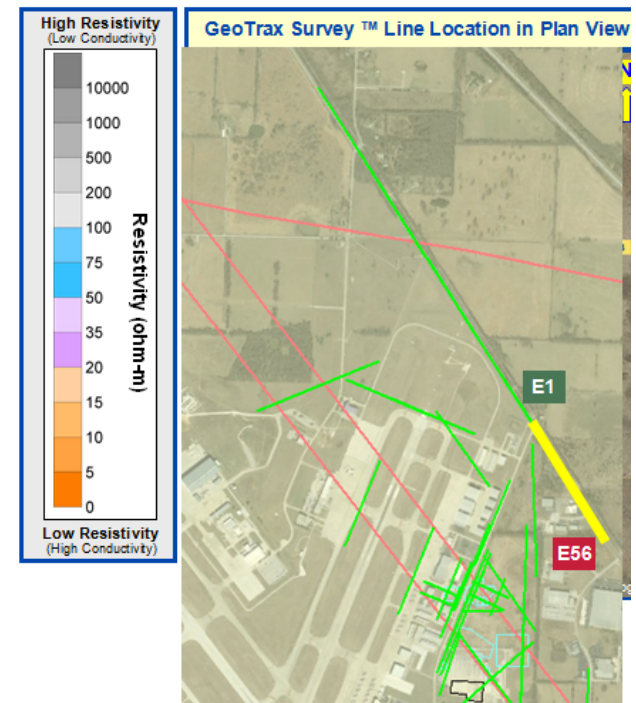 High Resistivity
(Low Conductivity)
10000
1000
500
200
100
75
50
35
20
15
10
5
0
Resistivity (ohm-m)
Low Resistivity
(High Conductivity)
GeoTrax Survey ™ Line Location in Plan View
N
E1
E56